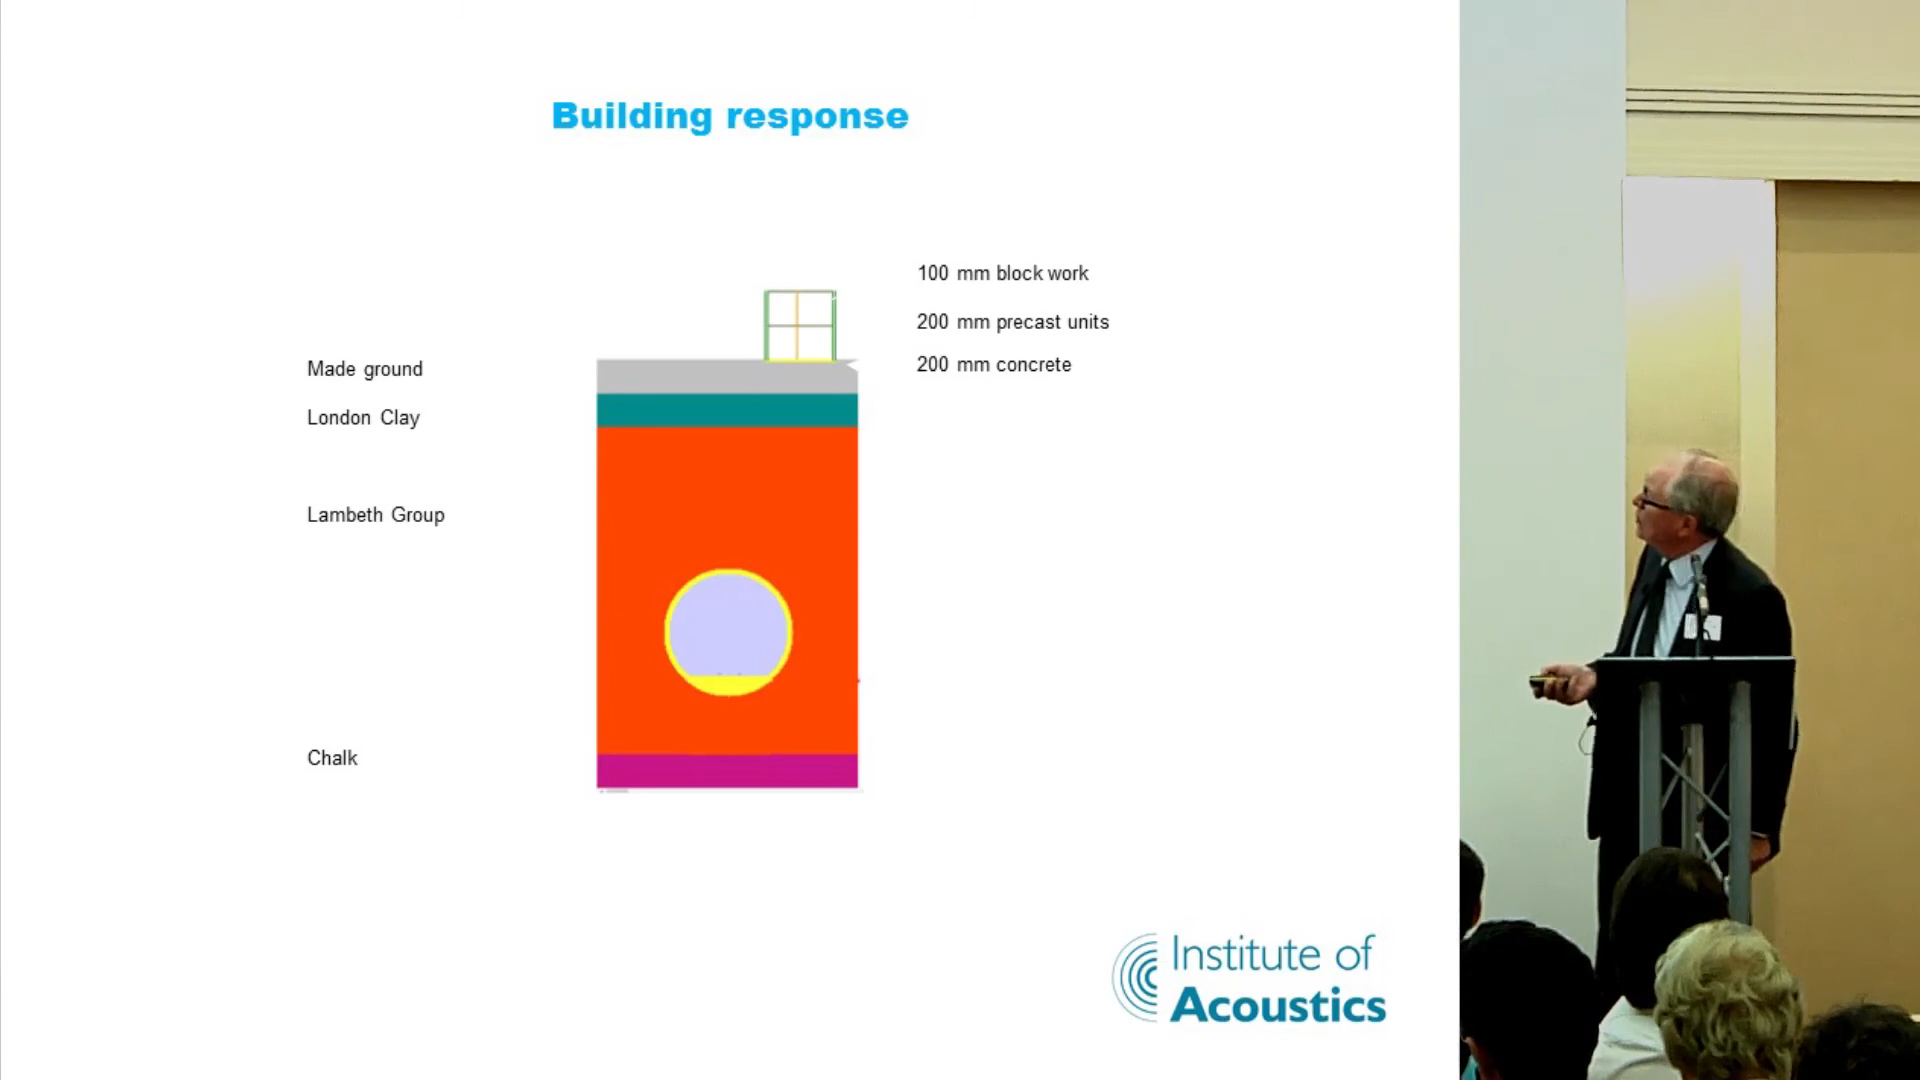 Building response
100 mm block work
200 mm precast units
Made ground
200 mm concrete
London Clay
Lambeth Group
Chalk
Institute of
Acoustics